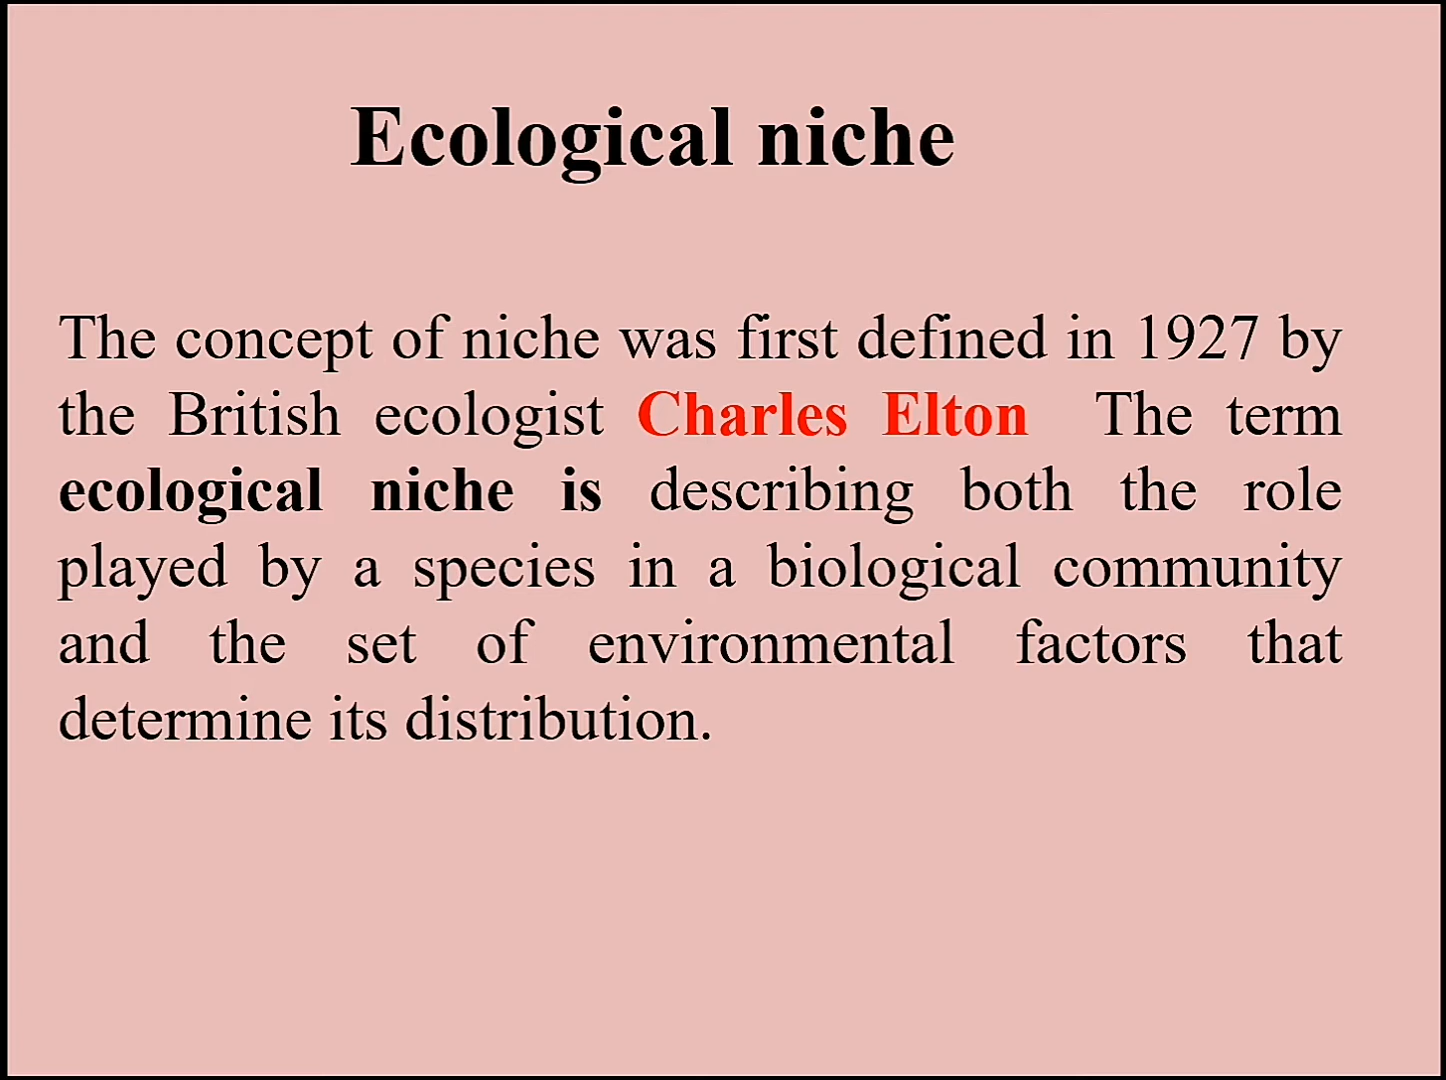 Ecological niche
The concept of niche was first defined in 1927 by
the British ecologist Charles Elton The term
ecological niche is describing both the role
played by a species in a biological community
and the set of environmental factors that
determine its distribution.